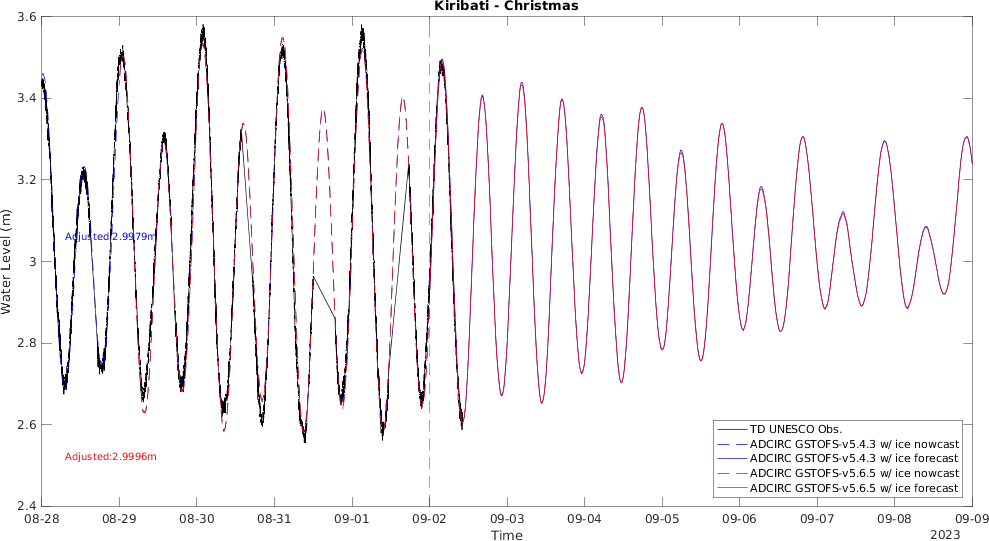 Kiribati - Christmas
3.6
3.4
3.2
3
2.8
2.6
2.4
Water Level (m)
Adjusted:2.9979m
Adjusted:2.9996m
TD UNESCO Obs.
ADCIRC GSTOFS-v5.4.3 w/ ice nowcast
ADCIRC GSTOFS-v5.4.3 w/ ice forecast
ADCIRC GSTOFS-v5.6.5 w/ ice nowcast
ADCIRC GSTOFS-v5.6.5 w/ ice forecast
08-28 08-29 08-30 08-31 09-01 09-02 09-03 09-04 09-05 09-06 09-07 09-08 09-09
Time
2023